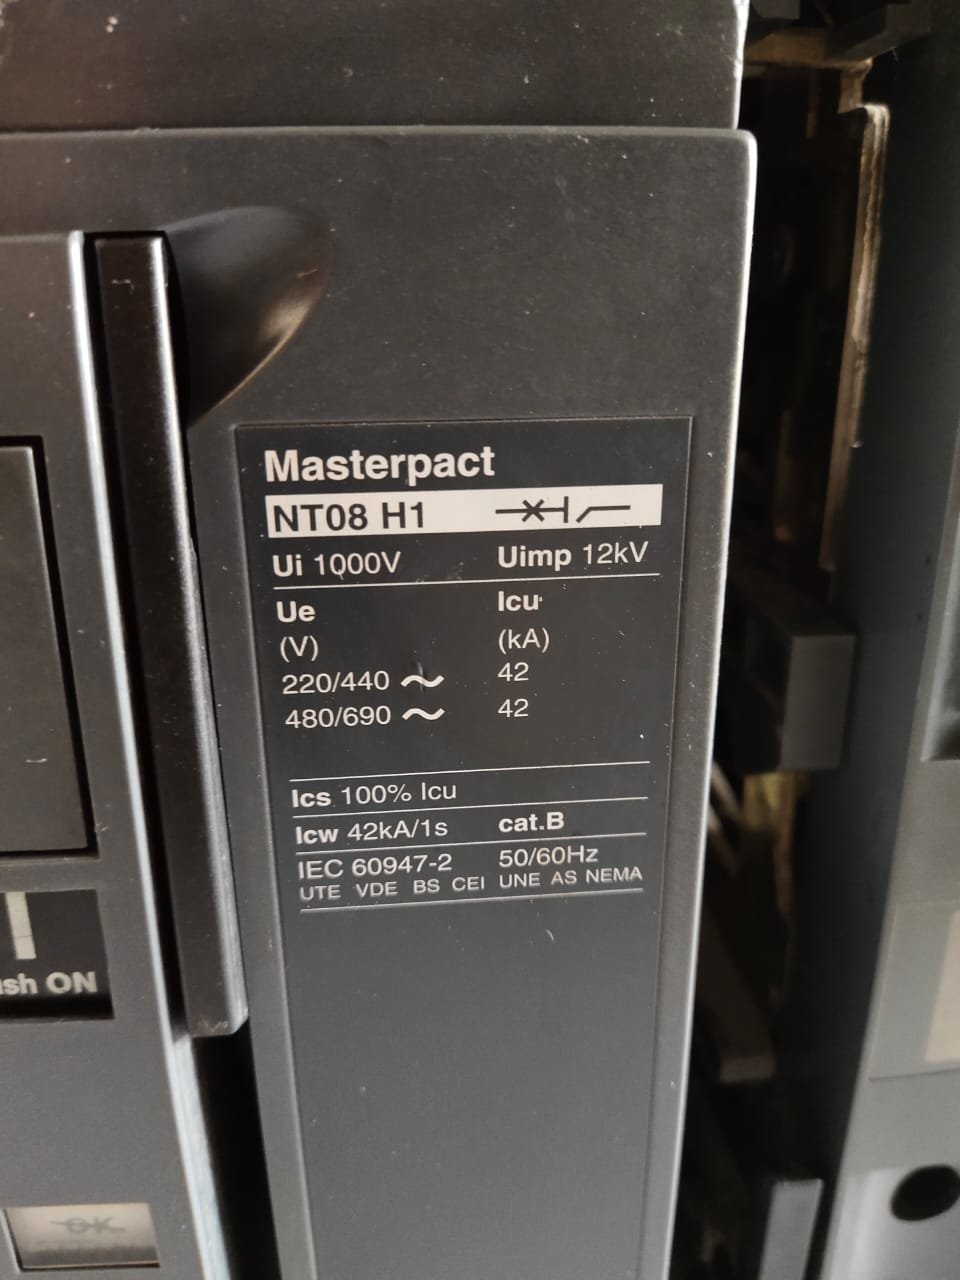 Masterpact
NT08 H1
Ui 1000V Uimp 12kV
Ue Icu
(V) (kA)
220/440 ~ 42
480/690 ~ 42
Ics 100% Icu
Icw 42kA/1s cat.B
IEC 60947-2 50/60Hz
UTE VDE BS CEI UNE AS NEMA
ush ON
OK